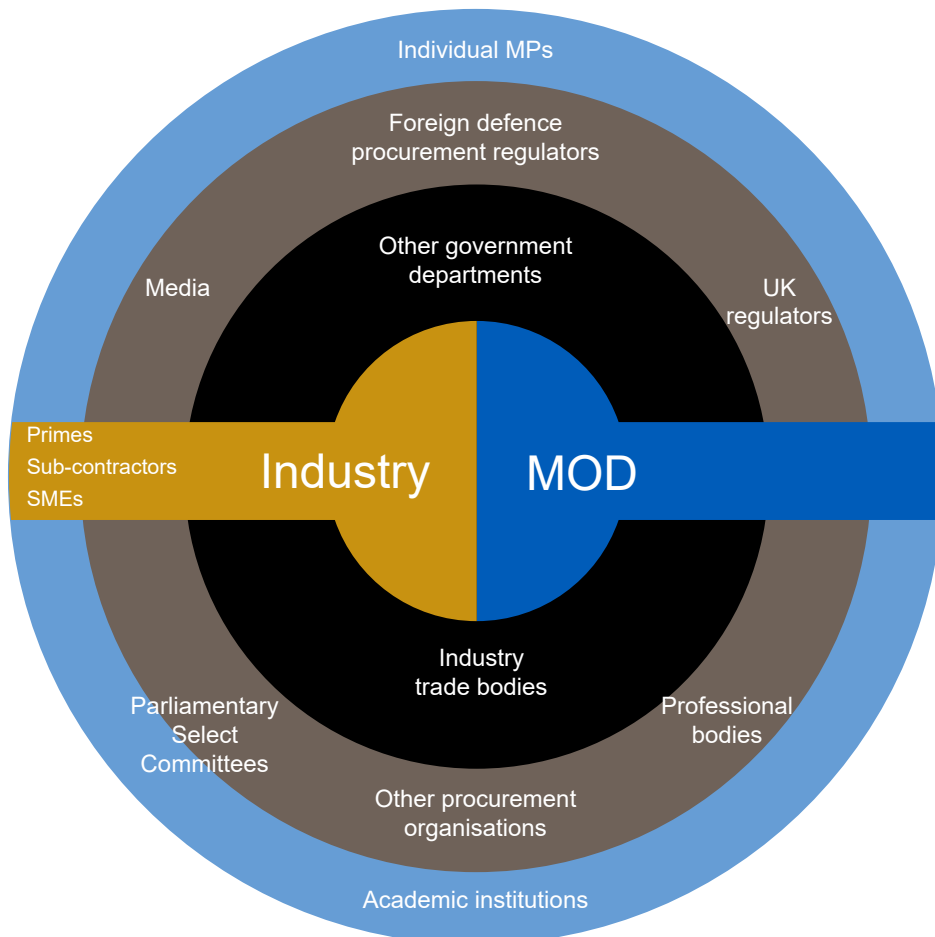 Individual MPs
Foreign defence
procurement regulators
Other government
departments
Media
UK
regulators
Primes
Sub-contractors
SMEs
Industry
MOD
Industry
trade bodies
Parliamentary
Select
Committees
Professional
bodies
Other procurement
organisations
Academic institutions